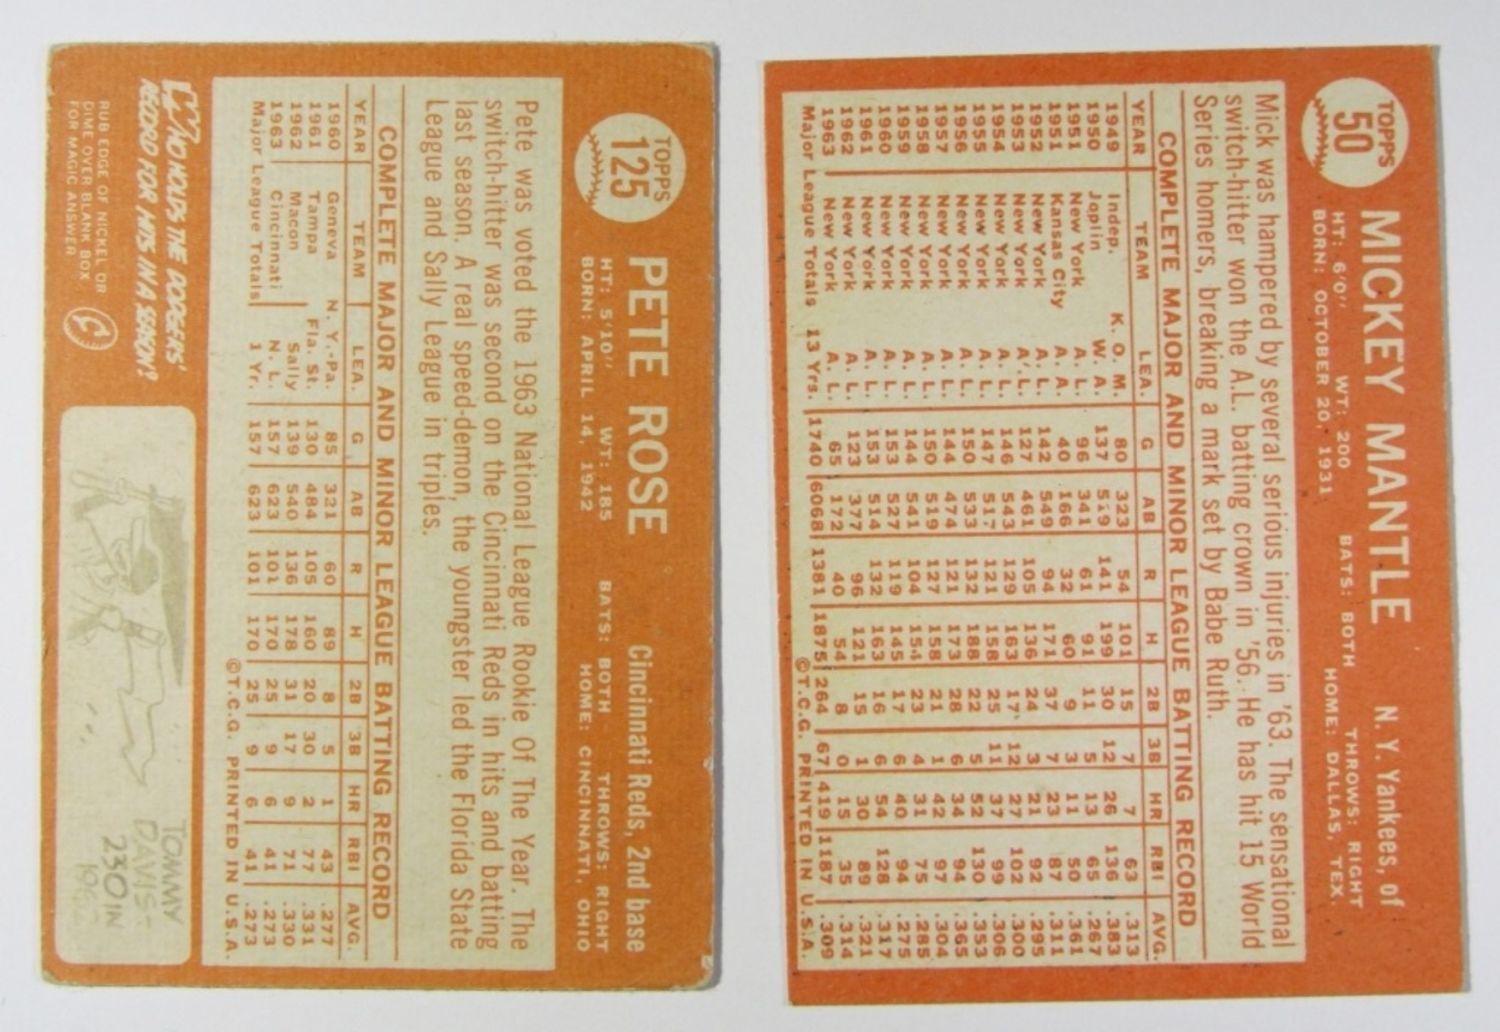 TOPPS
50
MICKEY MANTLE N. Y. Yankees, of
HT: 6'0" WT: 200 BATS: BOTH THROWS: RIGHT
BORN: OCTOBER 20, 1931 HOME: DALLAS, TEX.
Mick was hampered by several serious injuries in '63. The sensational
switch-hitter won the A.L. batting crown in '56. He has hit 15 World
Series homers, breaking a mark set by Babe Ruth.
COMPLETE MAJOR AND MINOR LEAGUE BATTING RECORD
YEAR TEAM LEA. G AB R H 2B 3B HR RBI AVG.
1949 Indep. K. O. M. 80 323 54 101 15 7 7 63 .313
1950 Joplin W. A. 137 519 141 199 30 12 26 136 .383
1951 New York A. L. 96 341 61 91 11 5 13 65 .267
1951 Kansas City A. A. 40 166 32 60 9 3 11 50 .361
1952 New York A. L. 142 549 94 171 37 7 23 87 .311
1953 New York A. L. 127 461 105 136 24 3 21 92 .295
1954 New York A. L. 146 543 129 163 17 12 27 102 .300
1955 New York A. L. 147 517 121 158 25 11 37 99 .306
1956 New York A. L. 150 533 132 188 22 5 52 130 .353
1957 New York A. L. 144 474 121 173 28 6 34 94 .365
1958 New York A. L. 150 519 127 158 21 1 42 97 .304
1959 New York A. L. 144 541 104 154 23 4 31 75 .285
1960 New York A. L. 153 527 119 145 17 6 40 94 .275
1961 New York A. L. 153 514 132 163 16 6 54 128 .317
1962 New York A. L. 123 377 96 121 15 1 30 89 .321
1963 New York A. L. 65 172 40 54 8 0 15 35 .314
Major League Totals 13 Yrs. 1740 6068 1381 1875 264 67 419 1187 .309
©T.C.G. PRINTED IN U.S.A.
TOPPS
125
PETE ROSE Cincinnati Reds, 2nd base
HT: 5'10" WT: 185 BATS: BOTH THROWS: RIGHT
BORN: APRIL 14, 1942 HOME: CINCINNATI, OHIO
Pete was voted the 1963 National League Rookie Of The Year. The
switch-hitter was second on the Cincinnati Reds in hits and batting
last season. A real speed-demon, the youngster led the Florida State
League and Sally League in triples.
COMPLETE MAJOR AND MINOR LEAGUE BATTING RECORD
YEAR TEAM LEA. G AB R H 2B 3B HR RBI AVG.
1960 Geneva N. Y.-Pa. 85 321 60 89 8 5 1 43 .277
1961 Tampa Fla. St. 130 484 105 160 20 30 2 77 .331
1962 Macon Sally 139 540 136 178 31 17 9 71 .330
1963 Cincinnati N. L. 157 623 101 170 25 9 6 41 .273
Major League Totals 1 Yr. 157 623 101 170 25 9 6 41 .273
©T.C.G. PRINTED IN U.S.A.
WHO HOLDS THE DODGERS'
RECORD FOR HITS IN A SEASON?
RUB EDGE OF NICKEL OR
DIME OVER BLANK BOX
FOR MAGIC ANSWER
TOMMY
DAVIS-
230 IN
1962